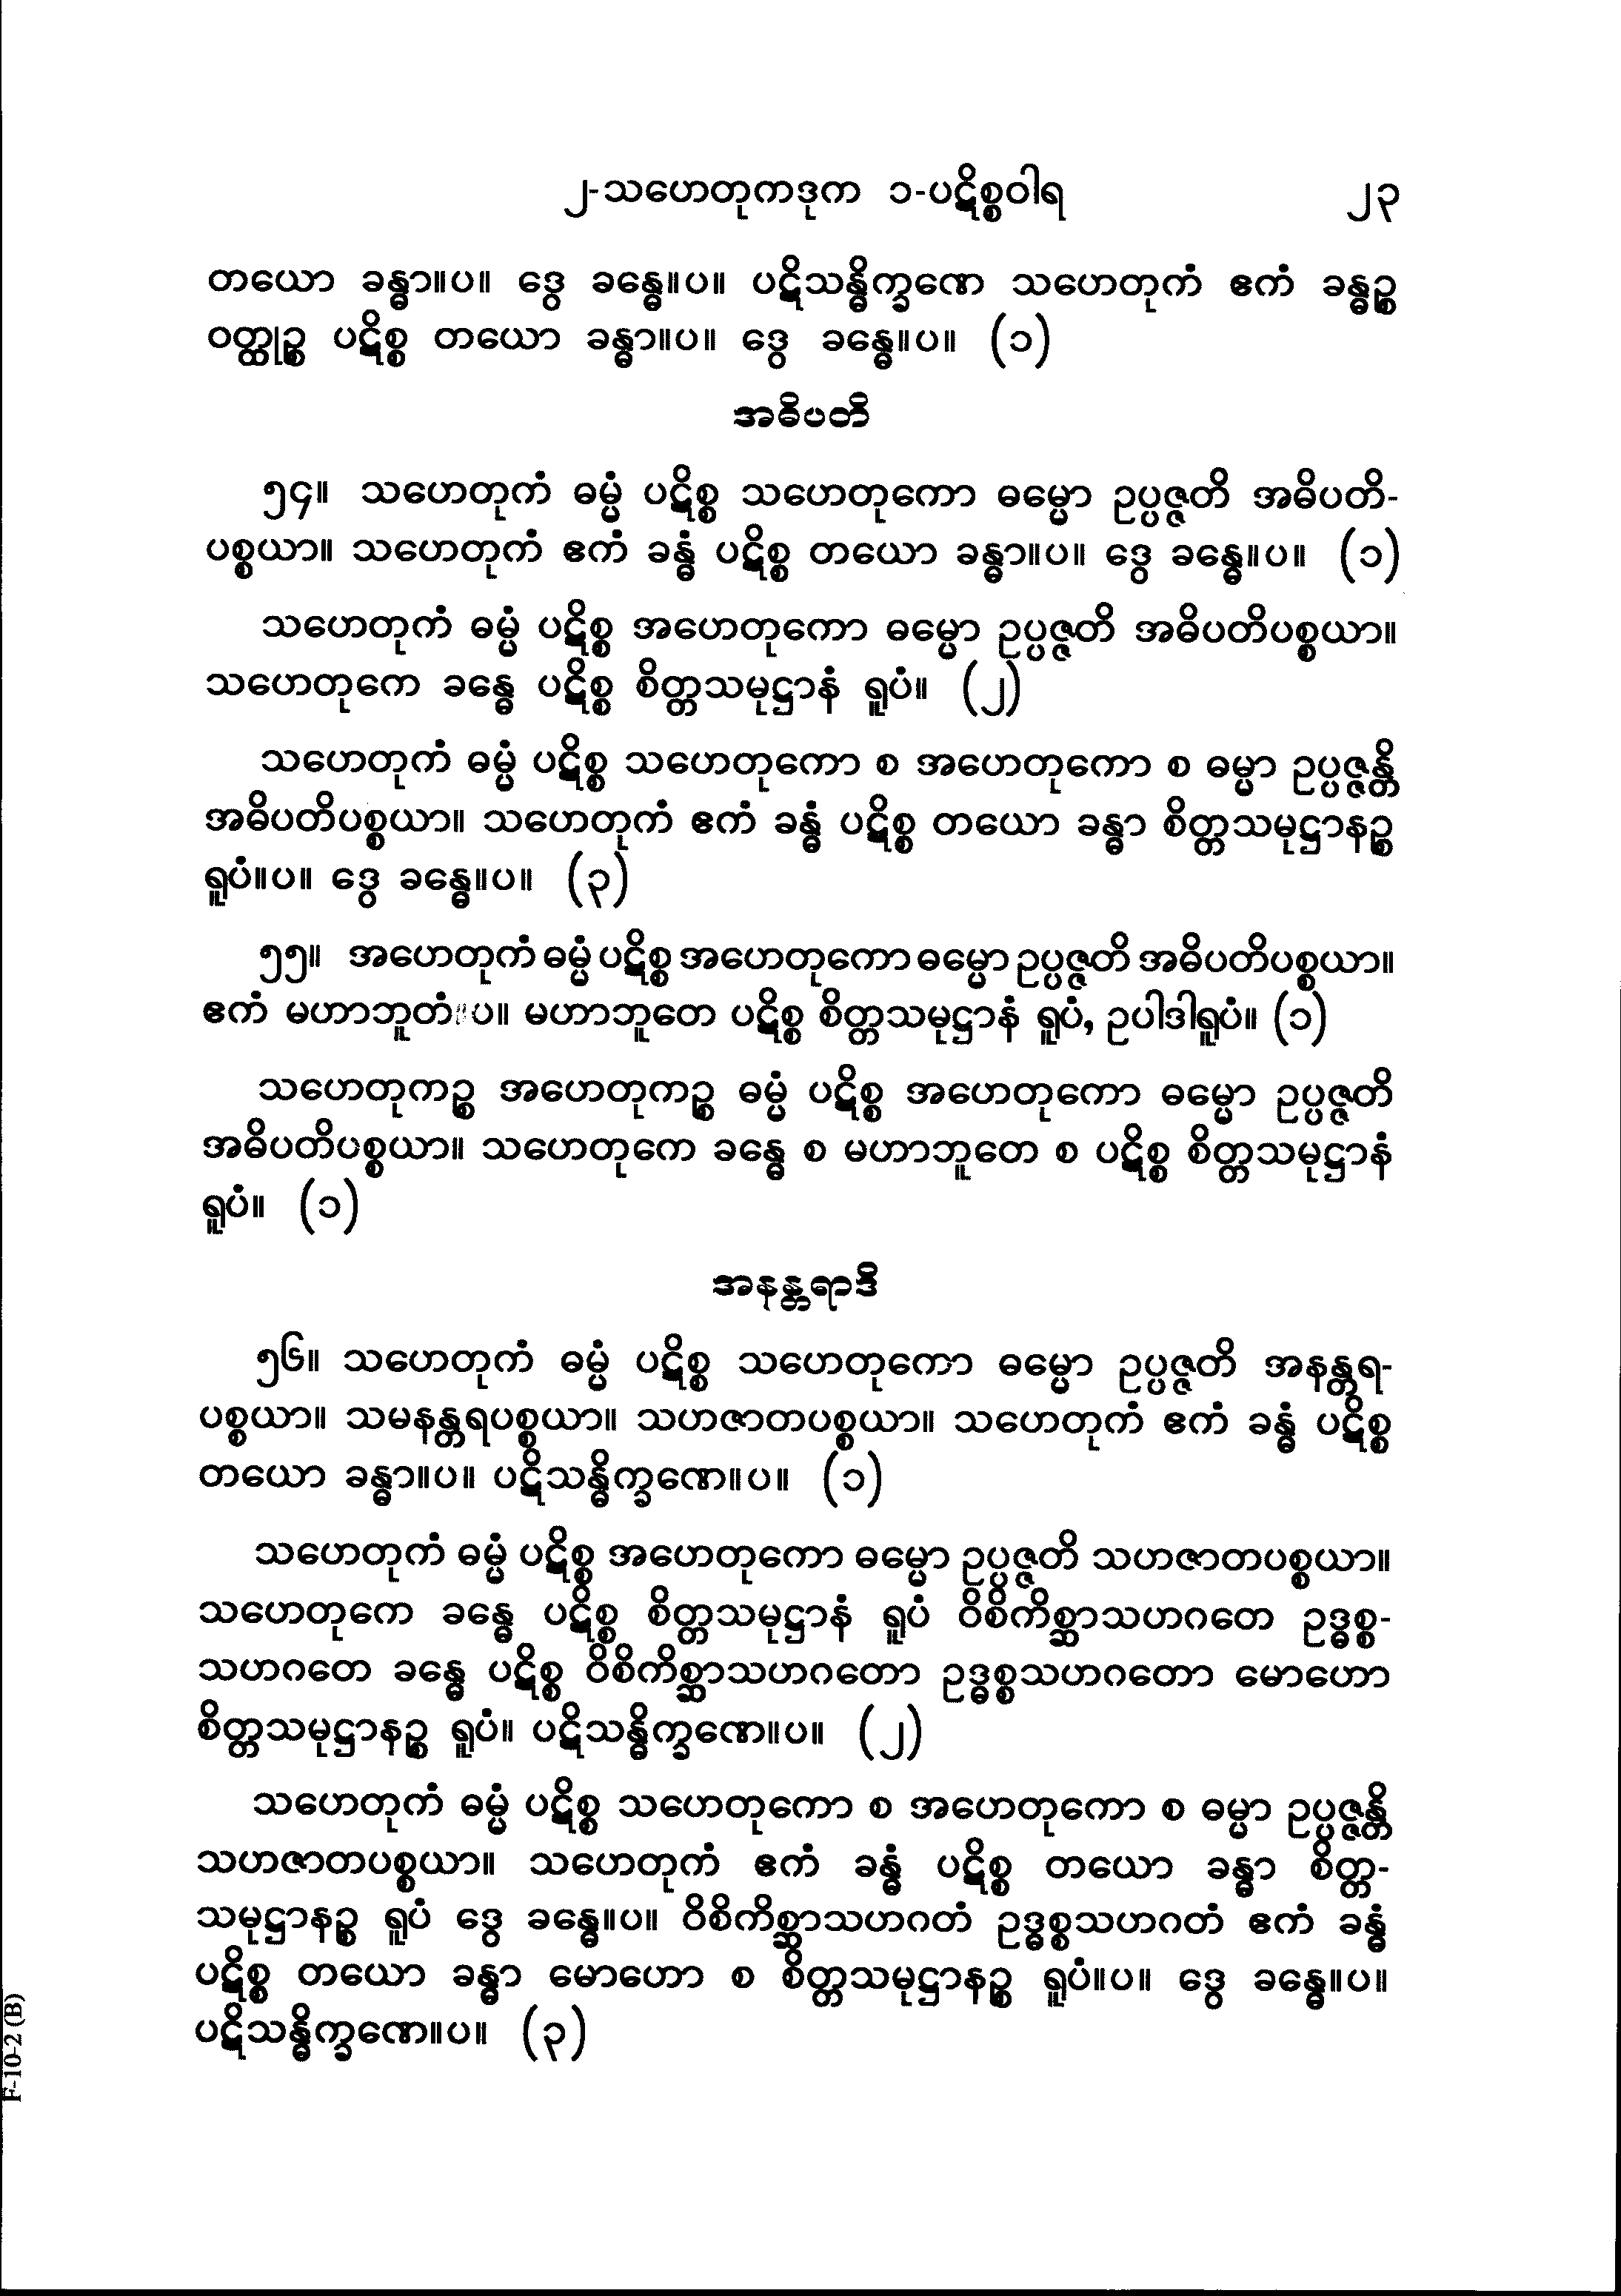 ၂-သဟေတုကဒုက ၁-ပဋိစ္စဝါရ ၂၃
တယော ခန္ဓာ။ပ။ ဒွေ ခန္ဓေ။ပ။ ပဋိသန္ဓိက္ခဏေ သဟေတုကံ ဧကံ ခန္ဓဉ္စ
ဝတ္ထုဉ္စ ပဋိစ္စ တယော ခန္ဓာ။ပ။ ဒွေ ခန္ဓေ။ပ။ (၁)
အဓိပတိ
၅၄။ သဟေတုကံ ဓမ္မံ ပဋိစ္စ သဟေတုကော ဓမ္မော ဥပ္ပဇ္ဇတိ အဓိပတိ-
ပစ္စယာ။ သဟေတုကံ ဧကံ ခန္ဓံ ပဋိစ္စ တယော ခန္ဓာ။ပ။ ဒွေ ခန္ဓေ။ပ။ (၁)
သဟေတုကံ ဓမ္မံ ပဋိစ္စ အဟေတုကော ဓမ္မော ဥပ္ပဇ္ဇတိ အဓိပတိပစ္စယာ။
သဟေတုကေ ခန္ဓေ ပဋိစ္စ စိတ္တသမုဋ္ဌာနံ ရူပံ။ (၂)
သဟေတုကံ ဓမ္မံ ပဋိစ္စ သဟေတုကော စ အဟေတုကော စ ဓမ္မာ ဥပ္ပဇ္ဇန္တိ
အဓိပတိပစ္စယာ။ သဟေတုကံ ဧကံ ခန္ဓံ ပဋိစ္စ တယော ခန္ဓာ စိတ္တသမုဋ္ဌာနဉ္စ
ရူပံ။ပ။ ဒွေ ခန္ဓေ။ပ။ (၃)
၅၅။ အဟေတုကံ ဓမ္မံ ပဋိစ္စ အဟေတုကော ဓမ္မော ဥပ္ပဇ္ဇတိ အဓိပတိပစ္စယာ။
ဧကံ မဟာဘူတံ။ပ။ မဟာဘူတေ ပဋိစ္စ စိတ္တသမုဋ္ဌာနံ ရူပံ, ဥပါဒါရူပံ။ (၁)
သဟေတုကဉ္စ အဟေတုကဉ္စ ဓမ္မံ ပဋိစ္စ အဟေတုကော ဓမ္မော ဥပ္ပဇ္ဇတိ
အဓိပတိပစ္စယာ။ သဟေတုကေ ခန္ဓေ စ မဟာဘူတေ စ ပဋိစ္စ စိတ္တသမုဋ္ဌာနံ
ရူပံ။ (၁)
အနန္တရာဒိ
၅၆။ သဟေတုကံ ဓမ္မံ ပဋိစ္စ သဟေတုကော ဓမ္မော ဥပ္ပဇ္ဇတိ အနန္တရ-
ပစ္စယာ။ သမနန္တရပစ္စယာ။ သဟဇာတပစ္စယာ။ သဟေတုကံ ဧကံ ခန္ဓံ ပဋိစ္စ
တယော ခန္ဓာ။ပ။ ပဋိသန္ဓိက္ခဏေ။ပ။ (၁)
သဟေတုကံ ဓမ္မံ ပဋိစ္စ အဟေတုကော ဓမ္မော ဥပ္ပဇ္ဇတိ သဟဇာတပစ္စယာ။
သဟေတုကေ ခန္ဓေ ပဋိစ္စ စိတ္တသမုဋ္ဌာနံ ရူပံ ဝိစိကိစ္ဆာသဟဂတေ ဥဒ္ဓစ္စ-
သဟဂတေ ခန္ဓေ ပဋိစ္စ ဝိစိကိစ္ဆာသဟဂတော ဥဒ္ဓစ္စသဟဂတော မောဟော
စိတ္တသမုဋ္ဌာနဉ္စ ရူပံ။ ပဋိသန္ဓိက္ခဏေ။ပ။ (၂)
သဟေတုကံ ဓမ္မံ ပဋိစ္စ သဟေတုကော စ အဟေတုကော စ ဓမ္မာ ဥပ္ပဇ္ဇန္တိ
သဟဇာတပစ္စယာ။ သဟေတုကံ ဧကံ ခန္ဓံ ပဋိစ္စ တယော ခန္ဓာ စိတ္တ-
သမုဋ္ဌာနဉ္စ ရူပံ ဒွေ ခန္ဓေ။ပ။ ဝိစိကိစ္ဆာသဟဂတံ ဥဒ္ဓစ္စသဟဂတံ ဧကံ ခန္ဓံ
ပဋိစ္စ တယော ခန္ဓာ မောဟော စ စိတ္တသမုဋ္ဌာနဉ္စ ရူပံ။ပ။ ဒွေ ခန္ဓေ။ပ။
ပဋိသန္ဓိက္ခဏေ။ပ။ (၃)
F-10-2 (B)